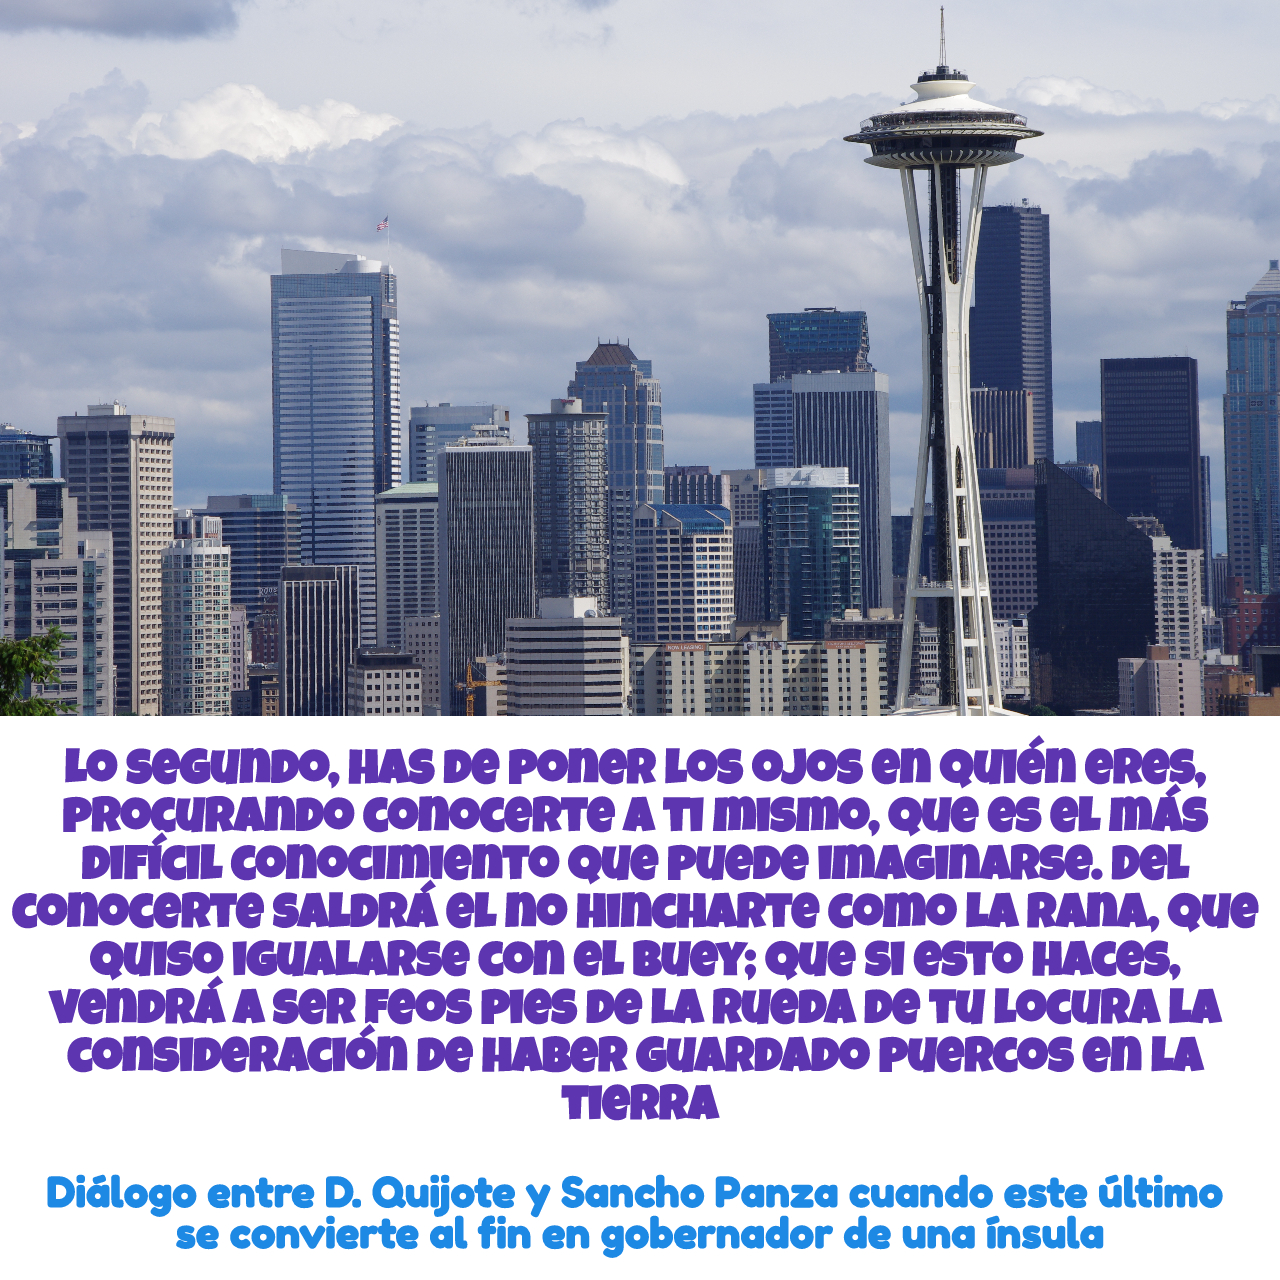 Lo segundo, has de poner los ojos en quién eres,
procurando conocerte a ti mismo, que es el más
difícil conocimiento que puede imaginarse. Del
conocerte saldrá el no hincharte como la rana, que
quiso igualarse con el buey; que si esto haces,
vendrá a ser feos pies de la rueda de tu locura la
consideración de haber guardado puercos en la
tierra
Diálogo entre D. Quijote y Sancho Panza cuando este último
se convierte al fin en gobernador de una ínsula